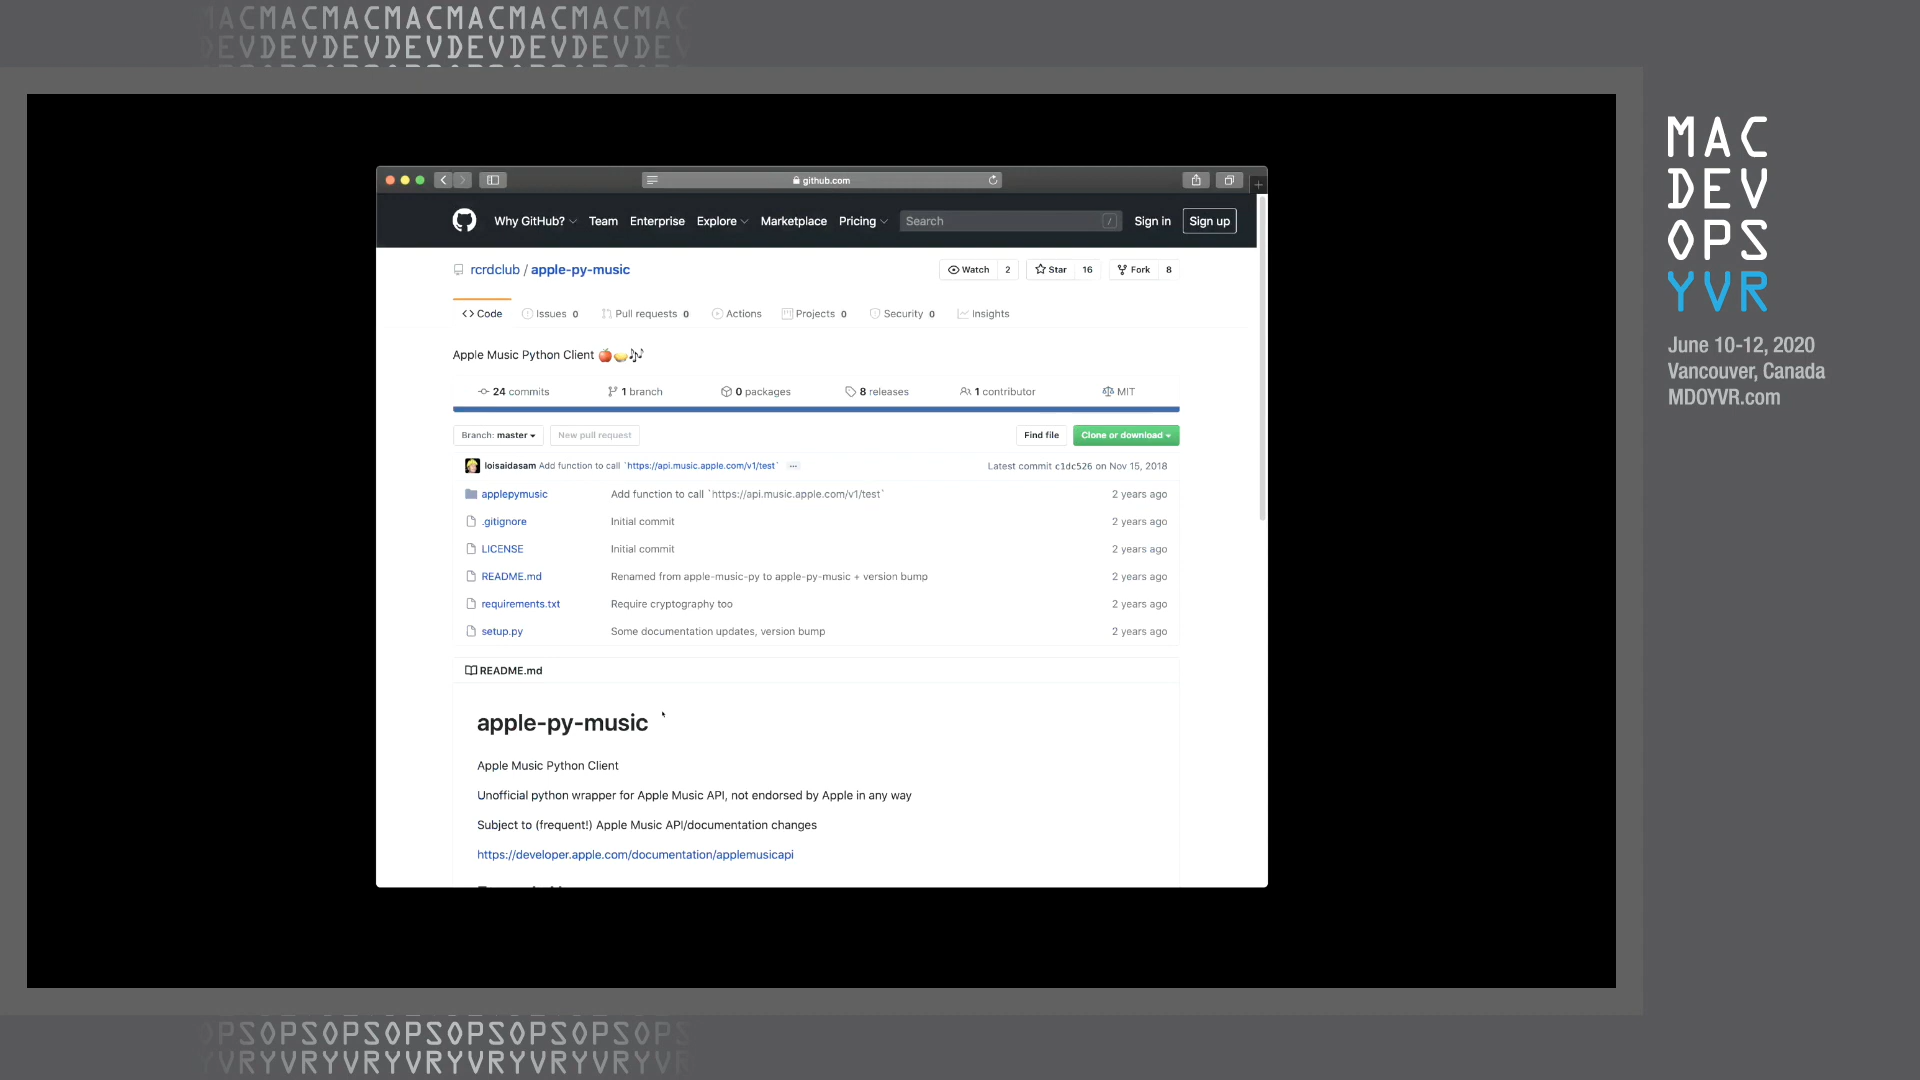 MACMACMACMACMACMACMACMAC
DEVDEVDEVDEVDEVDEVDEVDEV
MAC
DEV
OPS
YVR
June 10-12, 2020
Vancouver, Canada
MDOYVR.com
github.com
Why GitHub? Team Enterprise Explore Marketplace Pricing Search / Sign in Sign up
rcrdclub / apple-py-music Watch 2 Star 16 Fork 8
Code Issues 0 Pull requests 0 Actions Projects 0 Security 0 Insights
Apple Music Python Client 🍎🥧🎶
24 commits 1 branch 0 packages 8 releases 1 contributor MIT
Branch: master New pull request Find file Clone or download
loisaidasam Add function to call `https://api.music.apple.com/v1/test` ... Latest commit c1dc526 on Nov 15, 2018
applepymusic Add function to call `https://api.music.apple.com/v1/test` 2 years ago
.gitignore Initial commit 2 years ago
LICENSE Initial commit 2 years ago
README.md Renamed from apple-music-py to apple-py-music + version bump 2 years ago
requirements.txt Require cryptography too 2 years ago
setup.py Some documentation updates, version bump 2 years ago
README.md
apple-py-music
Apple Music Python Client
Unofficial python wrapper for Apple Music API, not endorsed by Apple in any way
Subject to (frequent!) Apple Music API/documentation changes
https://developer.apple.com/documentation/applemusicapi
OPSOPSOPSOPSOPSOPSOPSOPS
YVRYVRYVRYVRYVRYVRYVRYVR